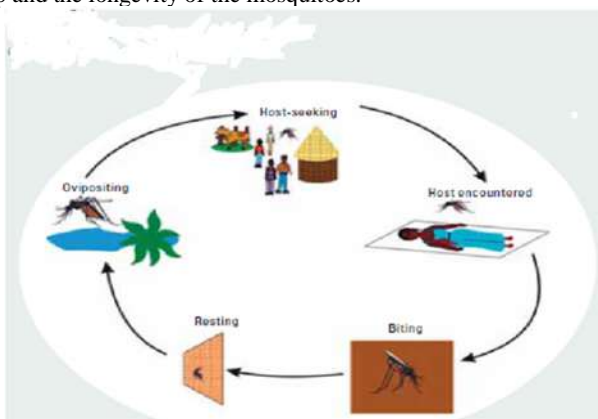 and the longevity of the mosquitoes.
Host-seeking
Ovipositing
Host encountered
Resting
Biting